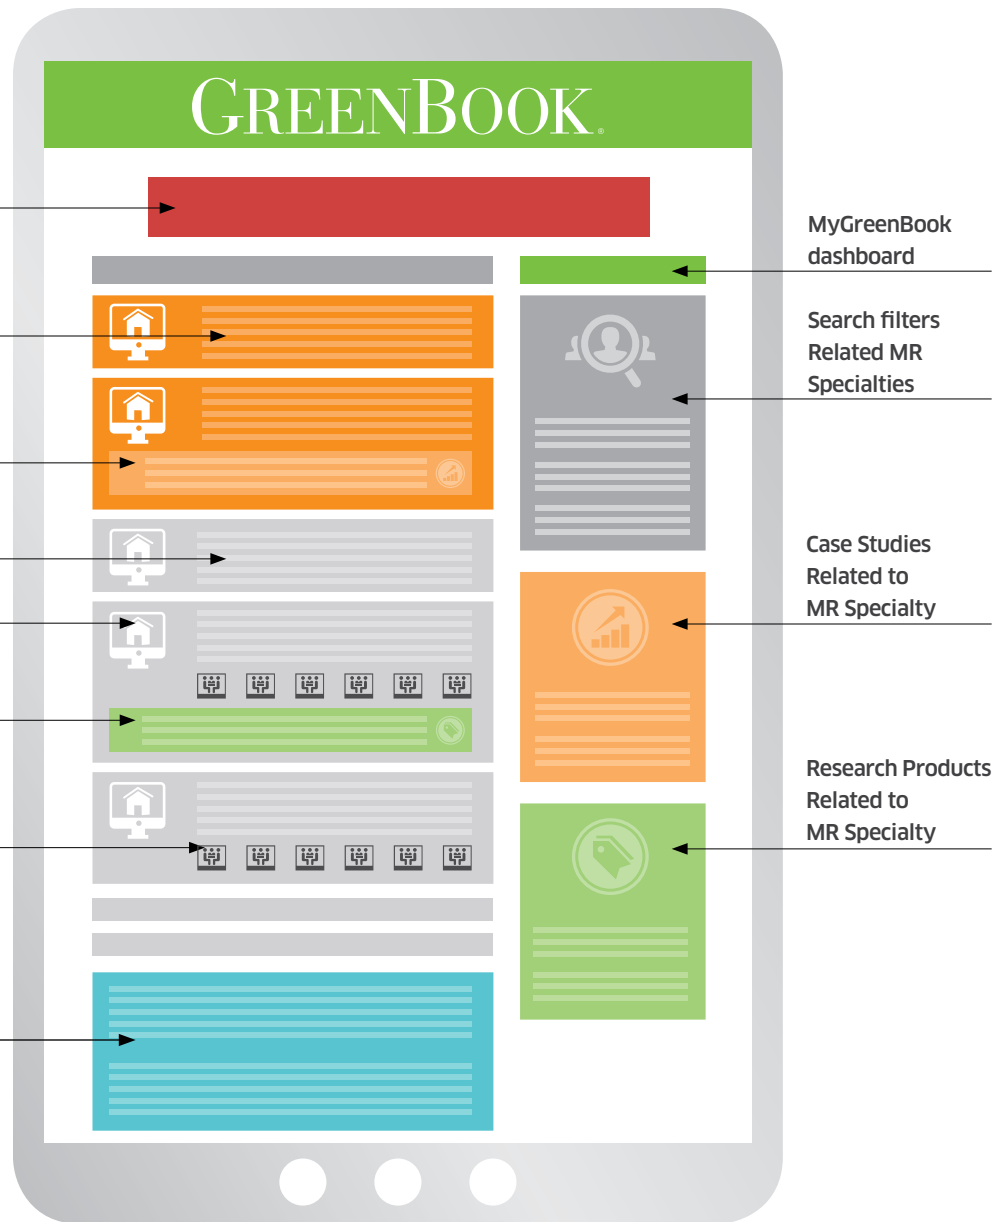 GREENBOOK®
MyGreenBook
dashboard
Search filters
Related MR
Specialties
Case Studies
Related to
MR Specialty
Research Products
Related to
MR Specialty